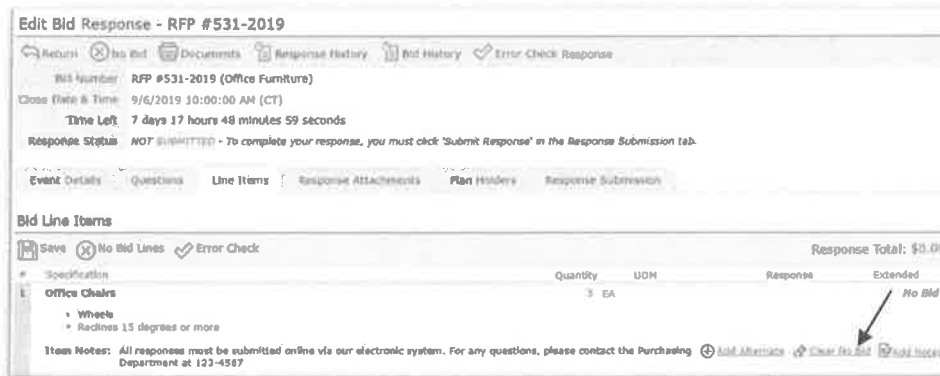 Edit Bid Response - RFP #531-2019
Return No Bid Documents Response History Bid History Error Check Response
Bid Number RFP #531-2019 (Office Furniture)
Close Date & Time 9/6/2019 10:00:00 AM (CT)
Time Left 7 days 17 hours 48 minutes 59 seconds
Response Status NOT SUBMITTED - To complete your response, you must click 'Submit Response' in the Response Submission tab.
Event Details Questions Line Items Response Attachments Plan Holders Response Submission
Bid Line Items
Save No Bid Lines Error Check Response Total: $0.00
# Specification Quantity UOM Response Extended
1 Office Chairs 3 EA No Bid
• Wheels
• Reclines 15 degrees or more
Item Notes: All responses must be submitted online via our electronic system. For any questions, please contact the Purchasing Add Alternate Clear No Bid Add Notes
Department at 123-4567